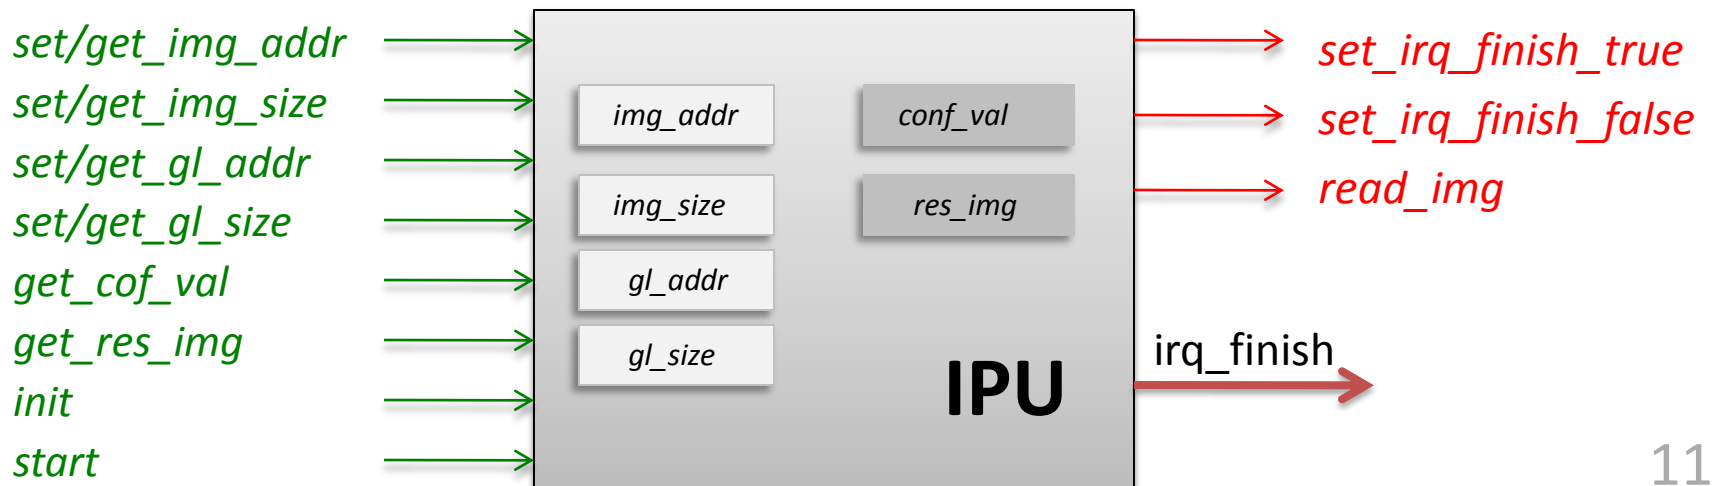 set/get_img_addr
set/get_img_size
set/get_gl_addr
set/get_gl_size
get_cof_val
get_res_img
init
start
img_addr
img_size
gl_addr
gl_size
conf_val
res_img
IPU
set_irq_finish_true
set_irq_finish_false
read_img
irq_finish
11